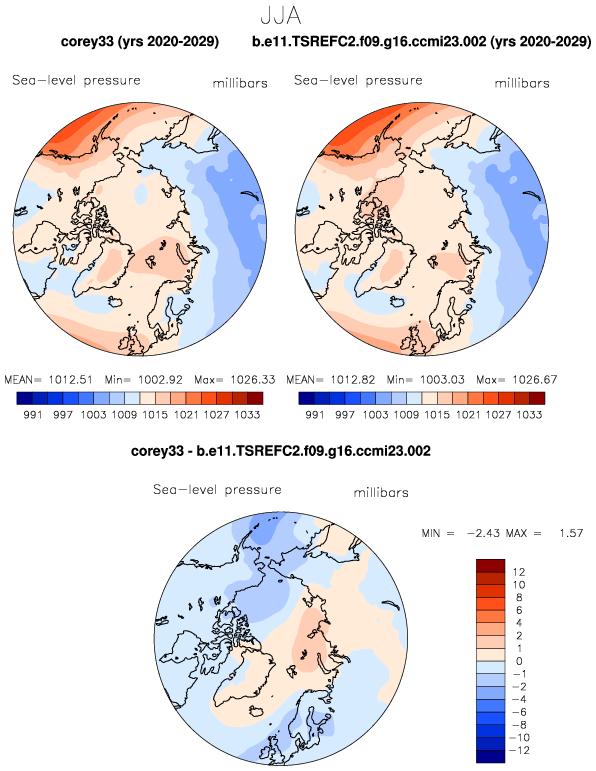 JJA
corey33 (yrs 2020-2029) b.e11.TSREFC2.f09.g16.ccmi23.002 (yrs 2020-2029)
Sea-level pressure millibars Sea-level pressure millibars
MEAN= 1012.51 Min= 1002.92 Max= 1026.33 MEAN= 1012.82 Min= 1003.03 Max= 1026.67
991 997 1003 1009 1015 1021 1027 1033 991 997 1003 1009 1015 1021 1027 1033
corey33 - b.e11.TSREFC2.f09.g16.ccmi23.002
Sea-level pressure millibars
MIN = -2.43 MAX = 1.57
12
10
8
6
4
2
1
0
-1
-2
-4
-6
-8
-10
-12